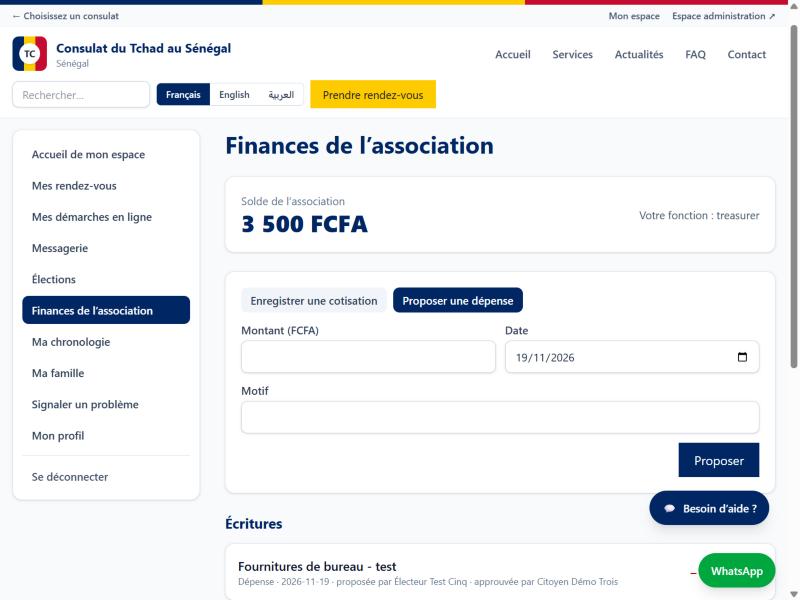 ← Choisissez un consulat
Mon espace
Espace administration ↗
TC
Consulat du Tchad au Sénégal
Sénégal
Accueil
Services
Actualités
FAQ
Contact
Rechercher...
Français
English
العربية
Prendre rendez-vous
Accueil de mon espace
Mes rendez-vous
Mes démarches en ligne
Messagerie
Élections
Finances de l’association
Ma chronologie
Ma famille
Signaler un problème
Mon profil
Se déconnecter
Finances de l’association
Solde de l’association
3 500 FCFA
Votre fonction : treasurer
Enregistrer une cotisation
Proposer une dépense
Montant (FCFA)
Date
19/11/2026
Motif
Proposer
Besoin d’aide ?
Écritures
Fournitures de bureau - test
Dépense · 2026-11-19 · proposée par Électeur Test Cinq · approuvée par Citoyen Démo Trois
WhatsApp